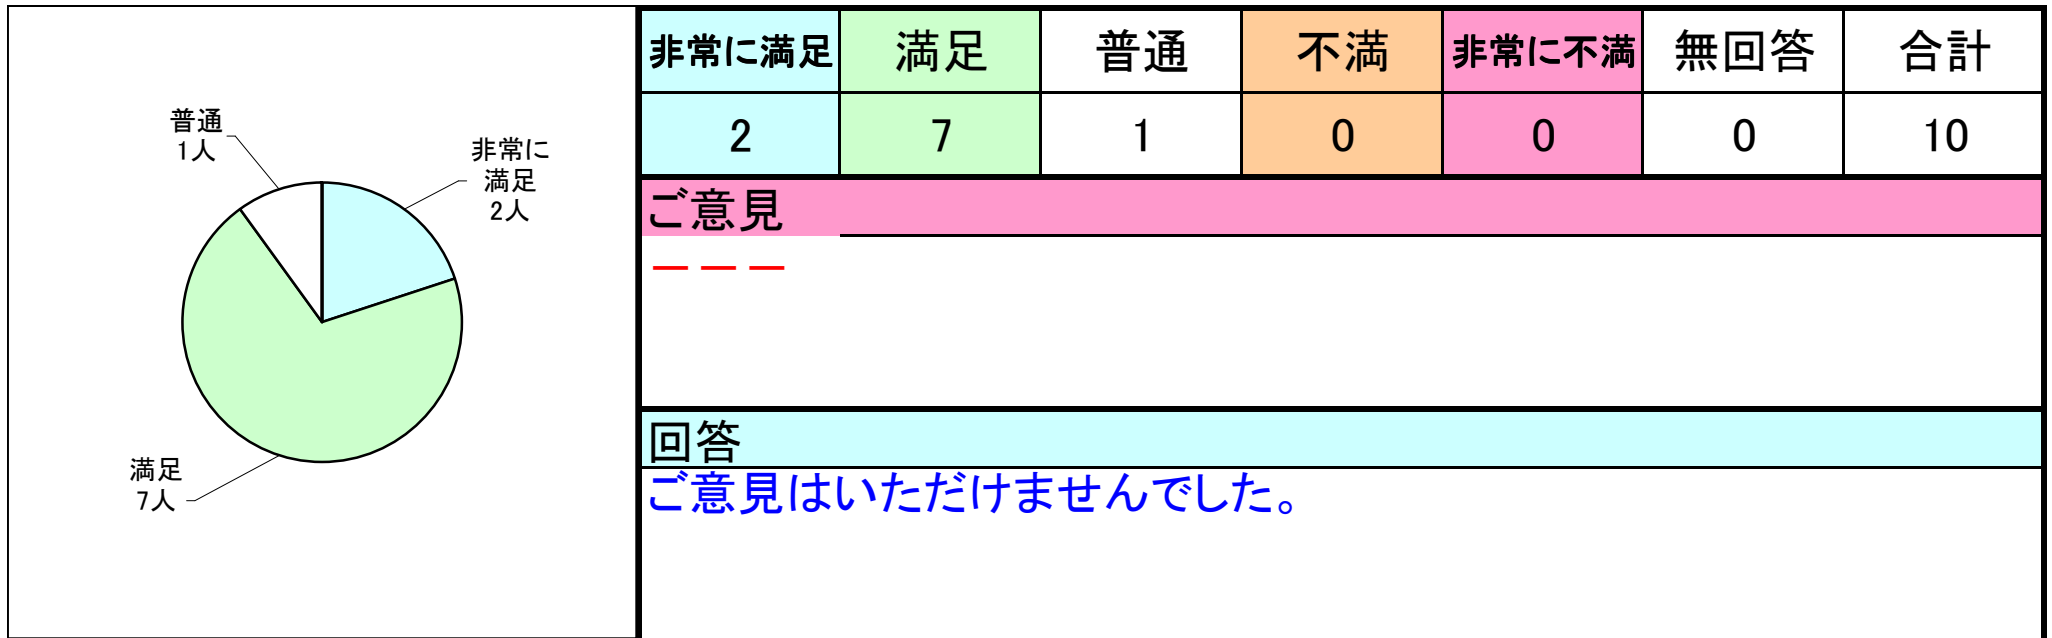 普通
1人
非常に
満足
2人
満足
7人
非常に満足 満足 普通 不満 非常に不満 無回答 合計
2 7 1 0 0 0 10
ご意見
－－－
回答
ご意見はいただけませんでした。